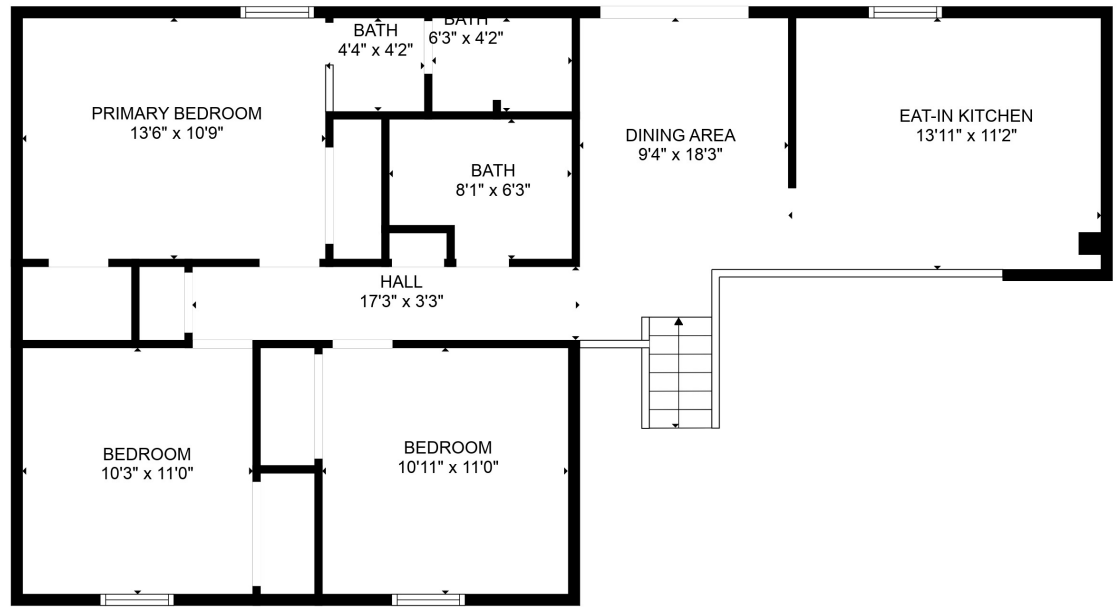 BATH
4'4" x 4'2"
BATH
6'3" x 4'2"
PRIMARY BEDROOM
13'6" x 10'9"
DINING AREA
9'4" x 18'3"
EAT-IN KITCHEN
13'11" x 11'2"
BATH
8'1" x 6'3"
HALL
17'3" x 3'3"
BEDROOM
10'3" x 11'0"
BEDROOM
10'11" x 11'0"